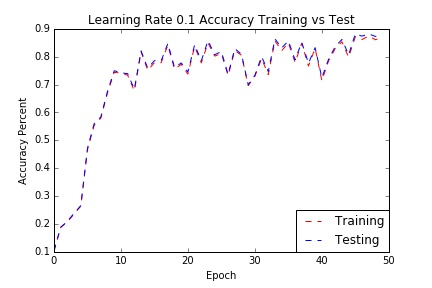 Learning Rate 0.1 Accuracy Training vs Test
0.9
0.8
0.7
0.6
0.5
0.4
0.3
0.2
0.1
Accuracy Percent
Training
Testing
0 10 20 30 40 50
Epoch